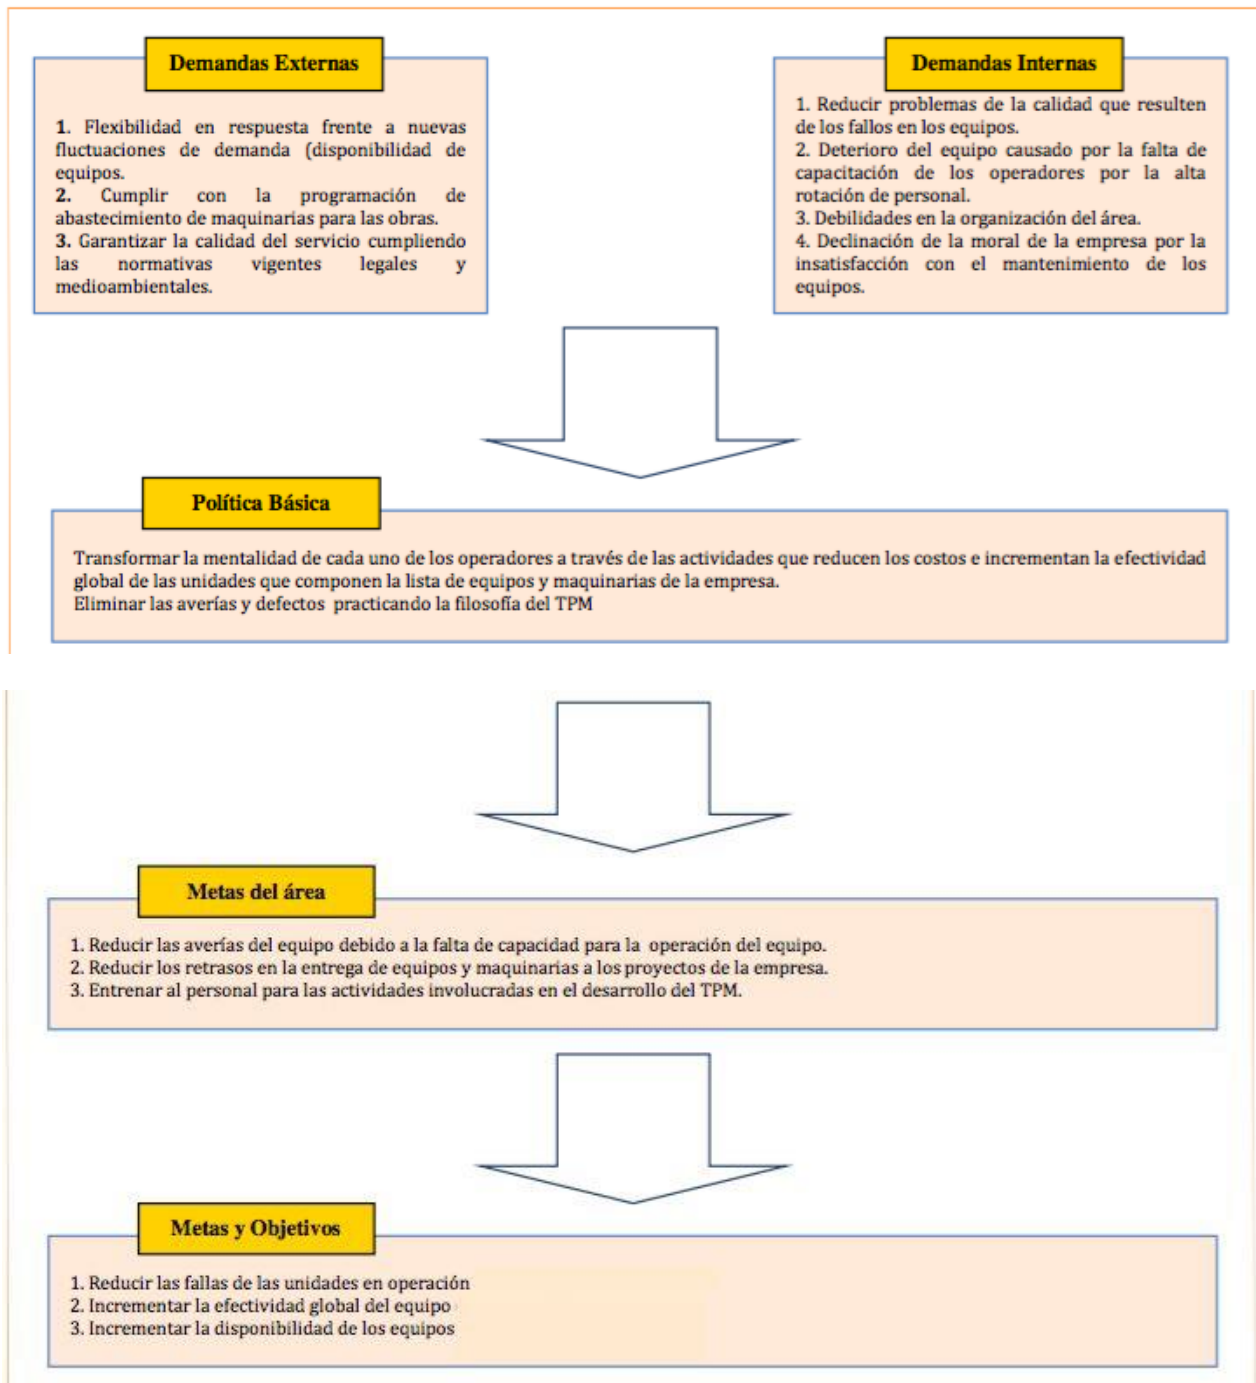 Demandas Externas
1. Flexibilidad en respuesta frente a nuevas
fluctuaciones de demanda (disponibilidad de
equipos.
2. Cumplir con la programación de
abastecimiento de maquinarias para las obras.
3. Garantizar la calidad del servicio cumpliendo
las normativas vigentes legales y
medioambientales.
Demandas Internas
1. Reducir problemas de la calidad que resulten
de los fallos en los equipos.
2. Deterioro del equipo causado por la falta de
capacitación de los operadores por la alta
rotación de personal.
3. Debilidades en la organización del área.
4. Declinación de la moral de la empresa por la
insatisfacción con el mantenimiento de los
equipos.
Política Básica
Transformar la mentalidad de cada uno de los operadores a través de las actividades que reducen los costos e incrementan la efectividad
global de las unidades que componen la lista de equipos y maquinarias de la empresa.
Eliminar las averías y defectos practicando la filosofía del TPM
Metas del área
1. Reducir las averías del equipo debido a la falta de capacidad para la operación del equipo.
2. Reducir los retrasos en la entrega de equipos y maquinarias a los proyectos de la empresa.
3. Entrenar al personal para las actividades involucradas en el desarrollo del TPM.
Metas y Objetivos
1. Reducir las fallas de las unidades en operación
2. Incrementar la efectividad global del equipo
3. Incrementar la disponibilidad de los equipos